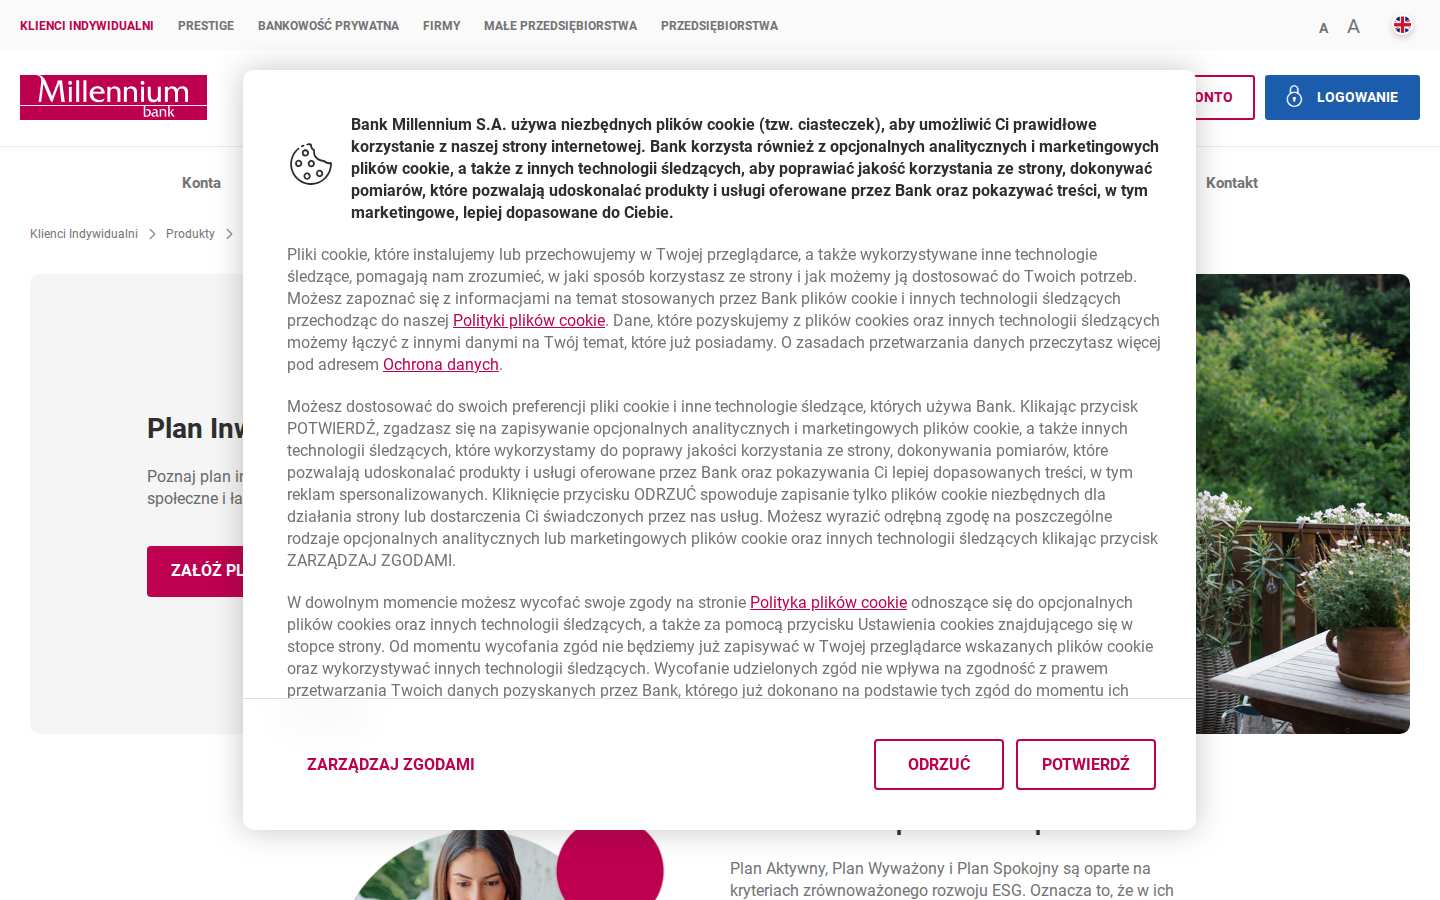 KLIENCI INDYWIDUALNI PRESTIGE BANKOWOŚĆ PRYWATNA FIRMY MAŁE PRZEDSIĘBIORSTWA PRZEDSIĘBIORSTWA A A
Millennium
bank
ONTO LOGOWANIE
Konta Kontakt
Klienci Indywidualni Produkty
Plan Inw
Poznaj plan
społeczne i ła
ZAŁÓŻ PL
Bank Millennium S.A. używa niezbędnych plików cookie (tzw. ciasteczek), aby umożliwić Ci prawidłowe
korzystanie z naszej strony internetowej. Bank korzysta również z opcjonalnych analitycznych i marketingowych
plików cookie, a także z innych technologii śledzących, aby poprawiać jakość korzystania ze strony, dokonywać
pomiarów, które pozwalają udoskonalać produkty i usługi oferowane przez Bank oraz pokazywać treści, w tym
marketingowe, lepiej dopasowane do Ciebie.
Pliki cookie, które instalujemy lub przechowujemy w Twojej przeglądarce, a także wykorzystywane inne technologie
śledzące, pomagają nam zrozumieć, w jaki sposób korzystasz ze strony i jak możemy ją dostosować do Twoich potrzeb.
Możesz zapoznać się z informacjami na temat stosowanych przez Bank plików cookie i innych technologii śledzących
przechodząc do naszej Polityki plików cookie. Dane, które pozyskujemy z plików cookies oraz innych technologii śledzących
możemy łączyć z innymi danymi na Twój temat, które już posiadamy. O zasadach przetwarzania danych przeczytasz więcej
pod adresem Ochrona danych.
Możesz dostosować do swoich preferencji pliki cookie i inne technologie śledzące, których używa Bank. Klikając przycisk
POTWIERDŹ, zgadzasz się na zapisywanie opcjonalnych analitycznych i marketingowych plików cookie, a także innych
technologii śledzących, które wykorzystamy do poprawy jakości korzystania ze strony, dokonywania pomiarów, które
pozwalają udoskonalać produkty i usługi oferowane przez Bank oraz pokazywania Ci lepiej dopasowanych treści, w tym
reklam spersonalizowanych. Kliknięcie przycisku ODRZUĆ spowoduje zapisanie tylko plików cookie niezbędnych dla
działania strony lub dostarczenia Ci świadczonych przez nas usług. Możesz wyrazić odrębną zgodę na poszczególne
rodzaje opcjonalnych analitycznych lub marketingowych plików cookie oraz innych technologii śledzących klikając przycisk
ZARZĄDZAJ ZGODAMI.
W dowolnym momencie możesz wycofać swoje zgody na stronie Polityka plików cookie odnoszące się do opcjonalnych
plików cookies oraz innych technologii śledzących, a także za pomocą przycisku Ustawienia cookies znajdującego się w
stopce strony. Od momentu wycofania zgód nie będziemy już zapisywać w Twojej przeglądarce wskazanych plików cookie
oraz wykorzystywać innych technologii śledzących. Wycofanie udzielonych zgód nie wpływa na zgodność z prawem
przetwarzania Twoich danych pozyskanych przez Bank, którego już dokonano na podstawie tych zgód do momentu ich
ZARZĄDZAJ ZGODAMI ODRZUĆ POTWIERDŹ
Plan Aktywny, Plan Wyważony i Plan Spokojny są oparte na
kryteriach zrównoważonego rozwoju ESG. Oznacza to, że w ich